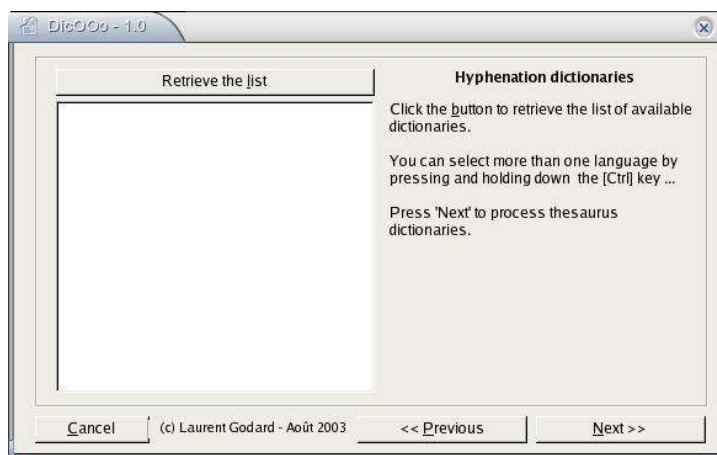 DicOOo - 1.0
Retrieve the list
Hyphenation dictionaries
Click the button to retrieve the list of available
dictionaries.
You can select more than one language by
pressing and holding down the [Ctrl] key ...
Press 'Next' to process thesaurus
dictionaries.
Cancel
(c) Laurent Godard - Août 2003
<< Previous
Next >>